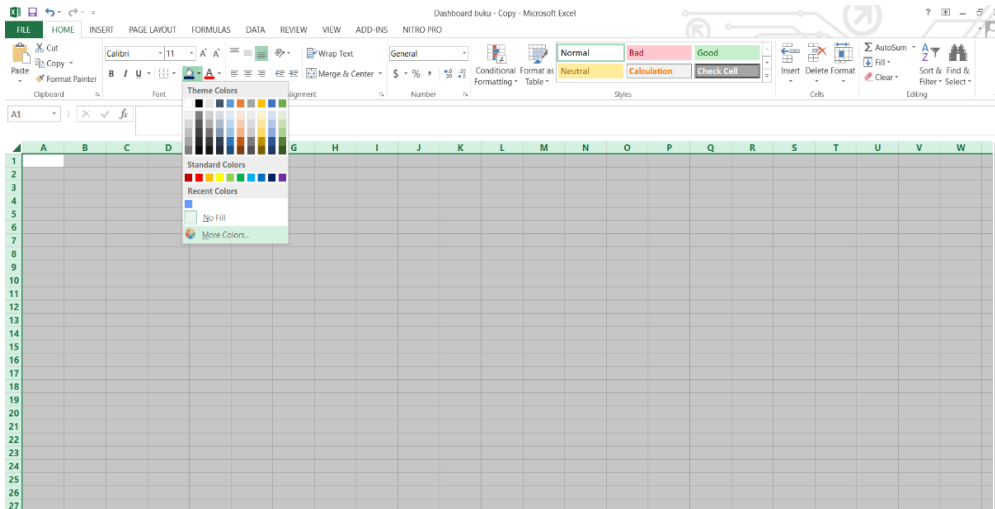 Dashboard buku - Copy - Microsoft Excel
FILE HOME INSERT PAGE LAYOUT FORMULAS DATA REVIEW VIEW ADD-INS NITRO PRO
Paste
Cut
Copy
Format Painter
Clipboard
Calibri 11
B I U
Font
Wrap Text
Merge & Center
Alignment
General
$ % ,
Number
Conditional Formatting
Format as Table
Normal Bad Good
Neutral Calculation Check Cell
Styles
Insert Delete Format
Cells
AutoSum
Fill
Clear
Sort & Filter
Find & Select
Editing
A1
fx
Theme Colors
Standard Colors
Recent Colors
No Fill
More Colors...
A B C D G H I J K L M N O P Q R S T U V W
1
2
3
4
5
6
7
8
9
10
11
12
13
14
15
16
17
18
19
20
21
22
23
24
25
26
27